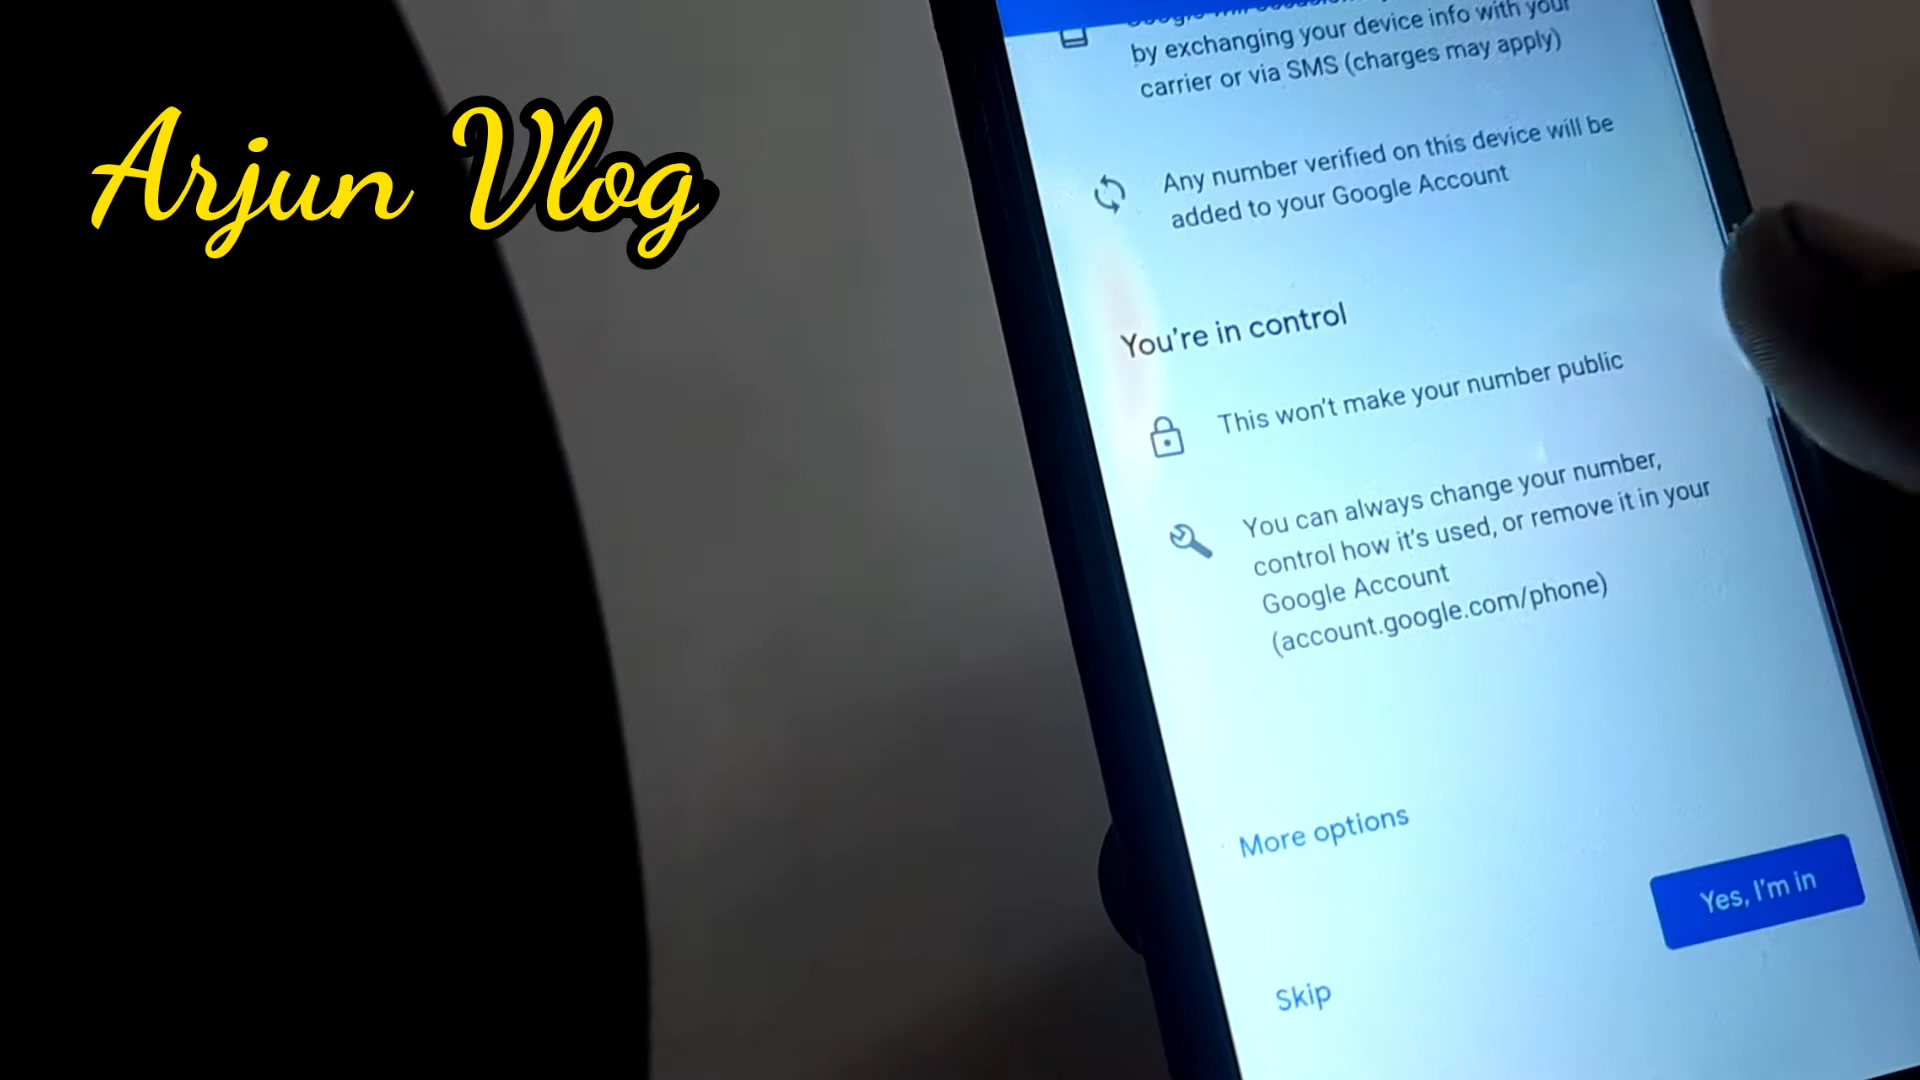 Arjun Vlog
by exchanging your device info with your
carrier or via SMS (charges may apply)
Any number verified on this device will be
added to your Google Account
You're in control
This won't make your number public
You can always change your number,
control how it's used, or remove it in your
Google Account
(account.google.com/phone)
More options
Yes, I'm in
Skip